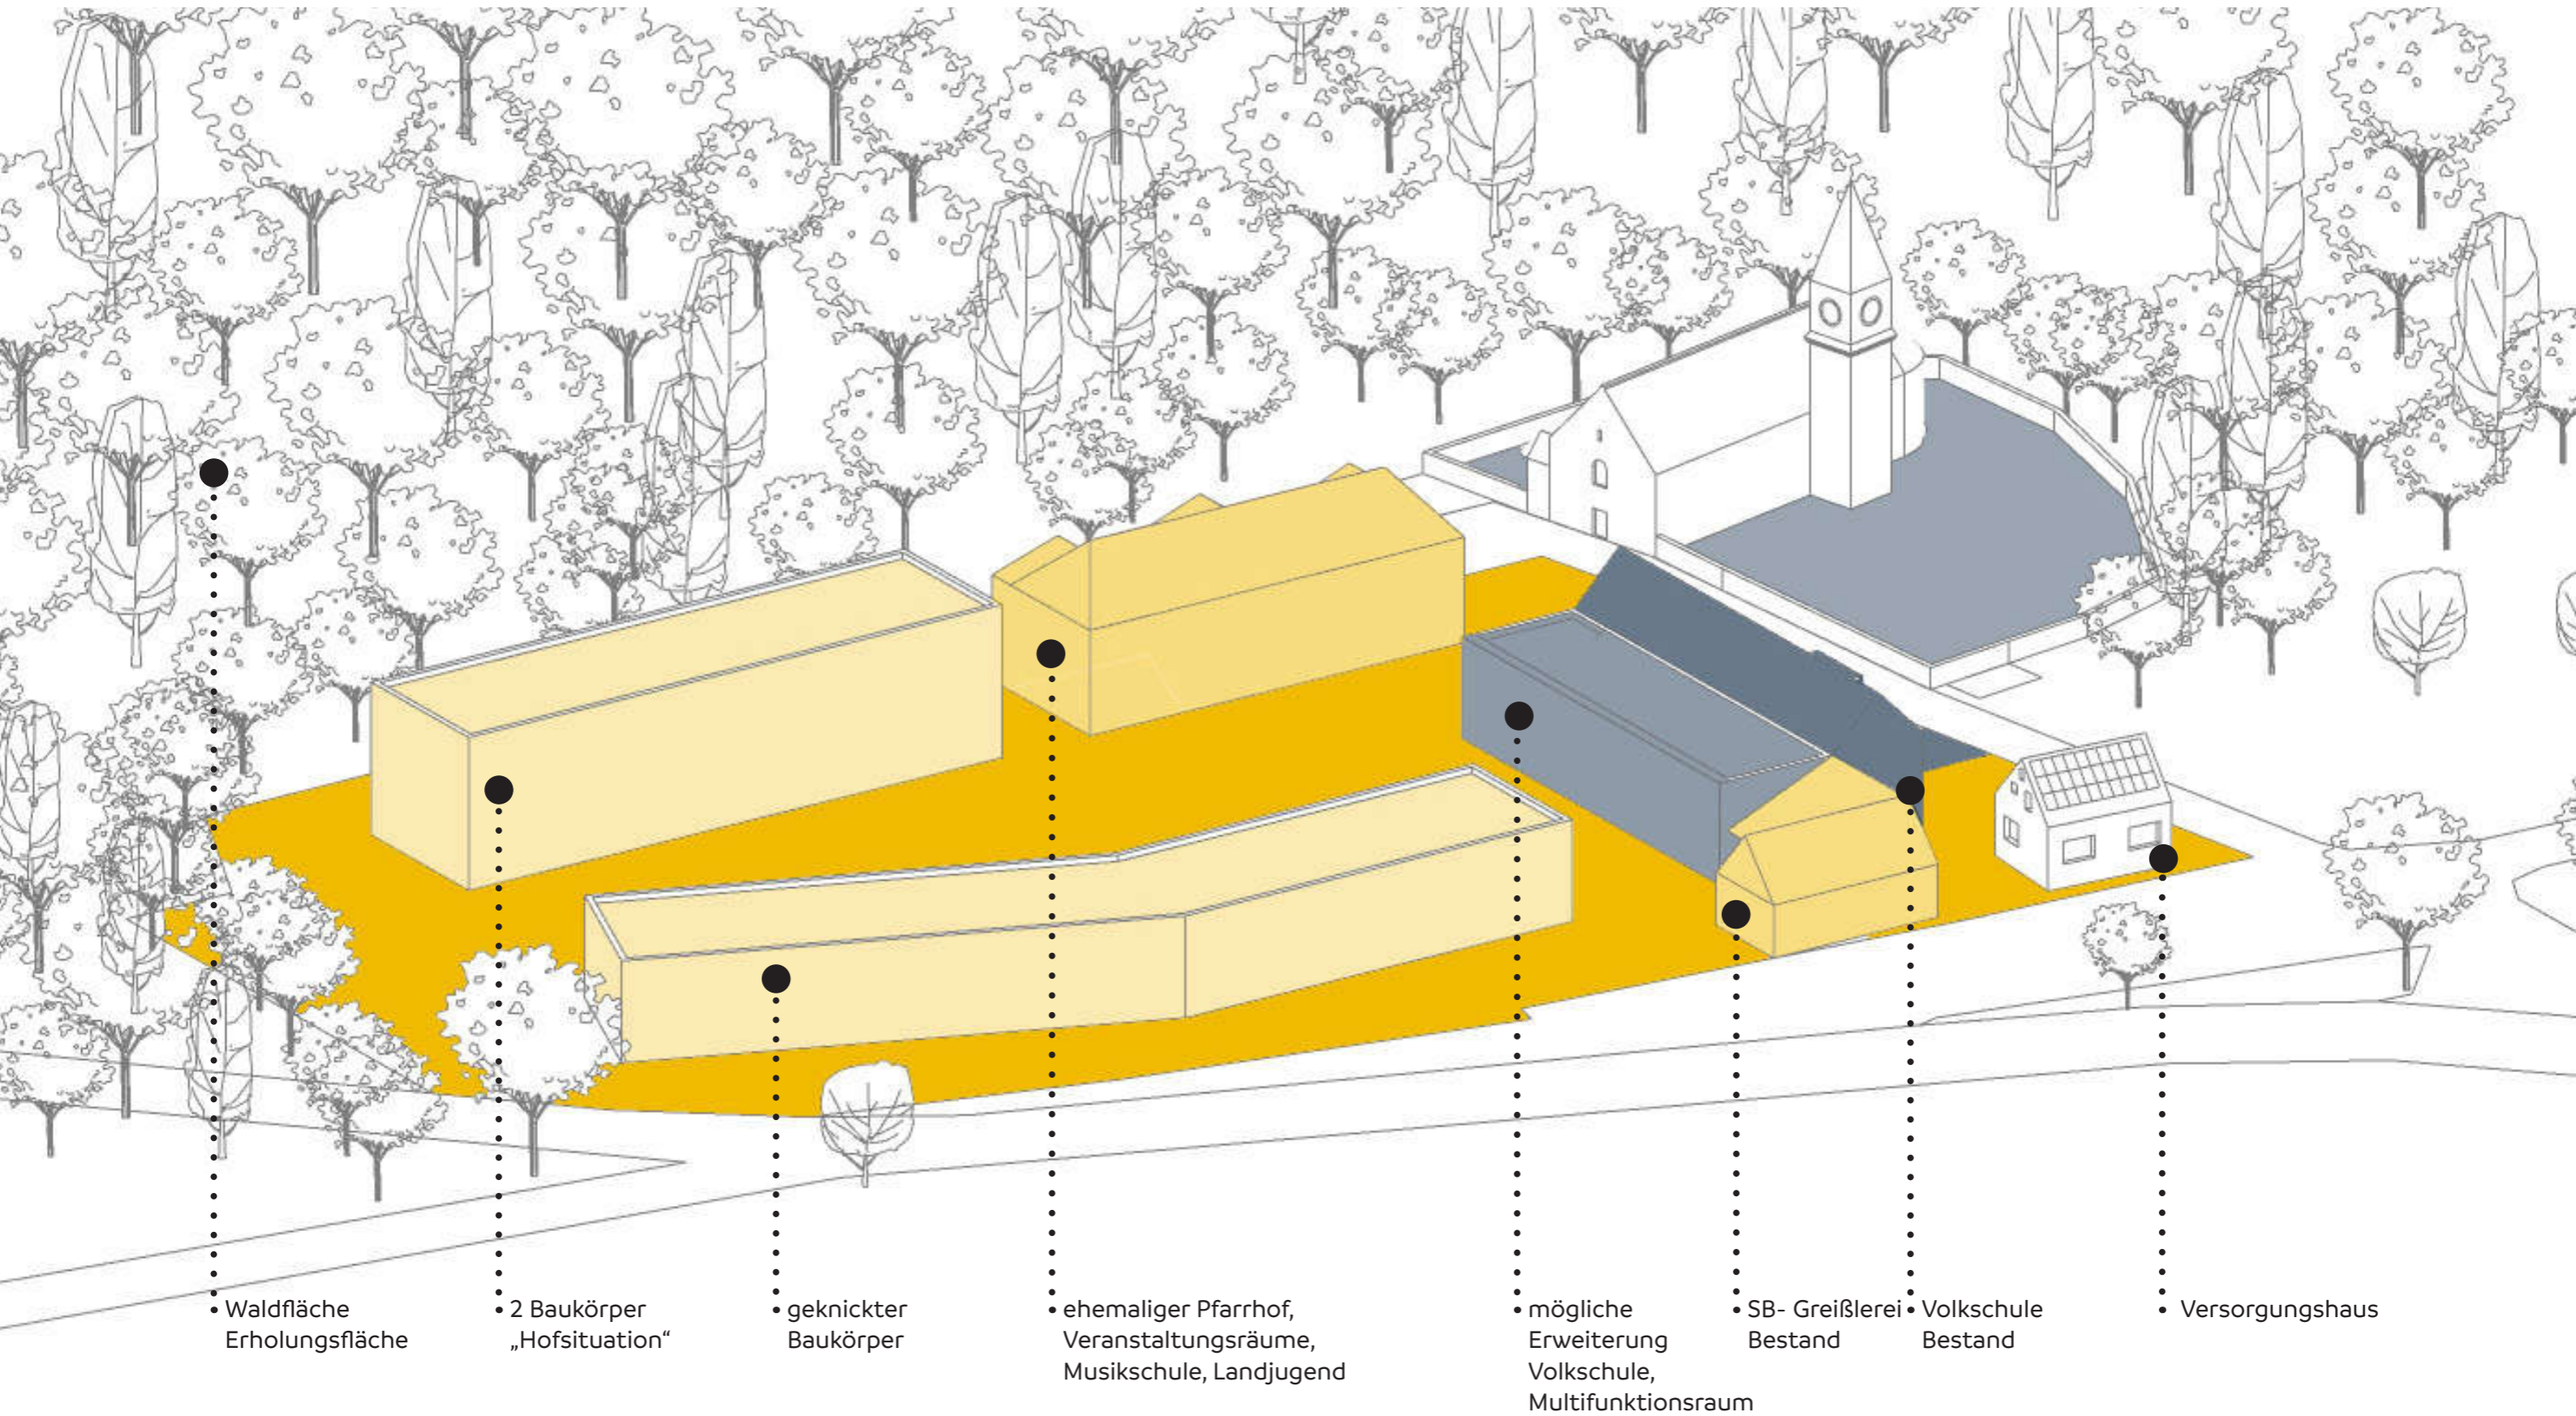 Waldfläche
Erholungsfläche
2 Baukörper
„Hofsituation“
geknickter
Baukörper
ehemaliger Pfarrhof,
Veranstaltungsräume,
Musikschule, Landjugend
mögliche
Erweiterung
Volkschule,
Multifunktionsraum
SB- Greißlerei
Bestand
Volkschule
Bestand
Versorgungshaus